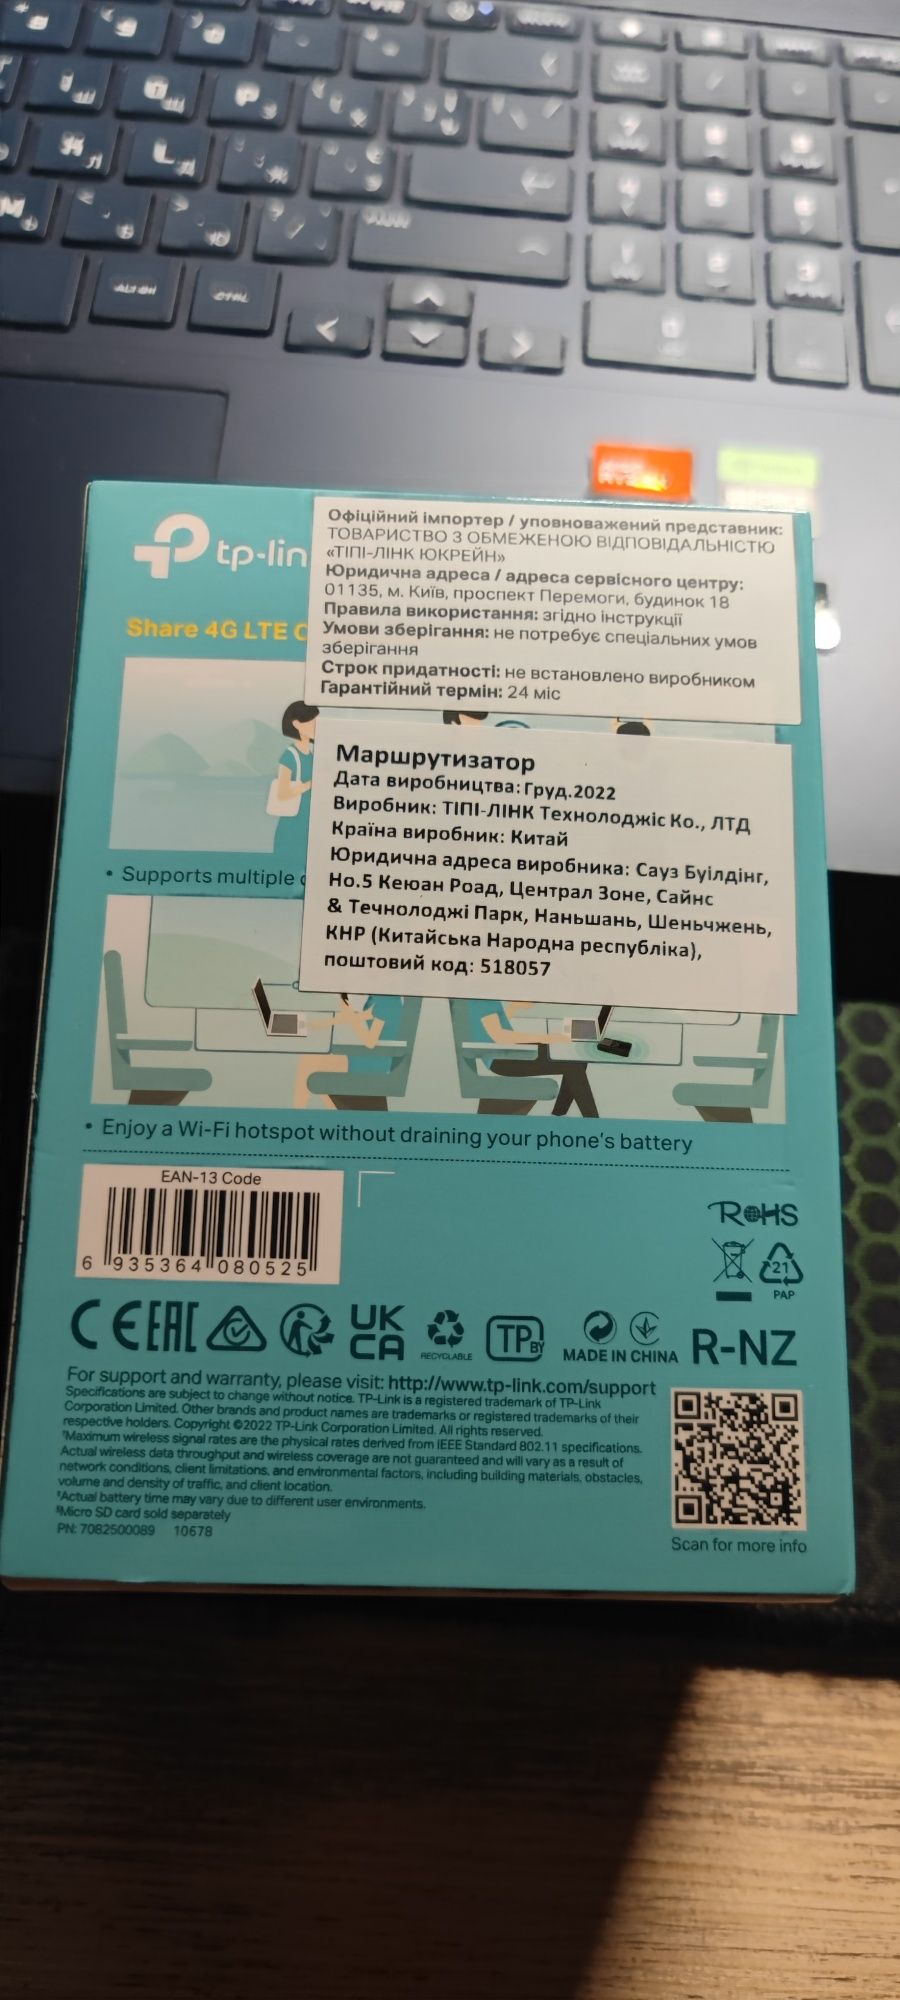 ALT GR
CTRL
tp-lin
Офіційний імпортер / уповноважений представник:
ТОВАРИСТВО З ОБМЕЖЕНОЮ ВІДПОВІДАЛЬНІСТЮ
«ТІПІ-ЛІНК ЮКРЕЙН»
Юридична адреса / адреса сервісного центру:
01135, м. Київ, проспект Перемоги, будинок 18
Правила використання: згідно інструкції
Умови зберігання: не потребує спеціальних умов
зберігання
Строк придатності: не встановлено виробником
Гарантійний термін: 24 міс
Share 4G LTE
Маршрутизатор
Дата виробництва: Груд.2022
Виробник: ТІПІ-ЛІНК Технолоджіс Ко., ЛТД
Країна виробник: Китай
Юридична адреса виробника: Сауз Буілдінг,
Но.5 Кеюан Роад, Централ Зоне, Сайнс
& Течнолоджі Парк, Наньшань, Шеньчжень,
КНР (Китайська Народна республіка),
поштовий код: 518057
• Supports multiple
• Enjoy a Wi-Fi hotspot without draining your phone's battery
EAN-13 Code
6 935364 080525
RoHS
21
PAP
CE EAC UK CA
RECYCLABLE
TP BY
MADE IN CHINA
R-NZ
For support and warranty, please visit: http://www.tp-link.com/support
Specifications are subject to change without notice. TP-Link is a registered trademark of TP-Link
Corporation Limited. Other brands and product names are trademarks or registered trademarks of their
respective holders. Copyright ©2022 TP-Link Corporation Limited. All rights reserved.
†Maximum wireless signal rates are the physical rates derived from IEEE Standard 802.11 specifications.
Actual wireless data throughput and wireless coverage are not guaranteed and will vary as a result of
network conditions, client limitations, and environmental factors, including building materials, obstacles,
volume and density of traffic, and client location.
‡Actual battery time may vary due to different user environments.
§Micro SD card sold separately
PN: 7082500089 10678
Scan for more info